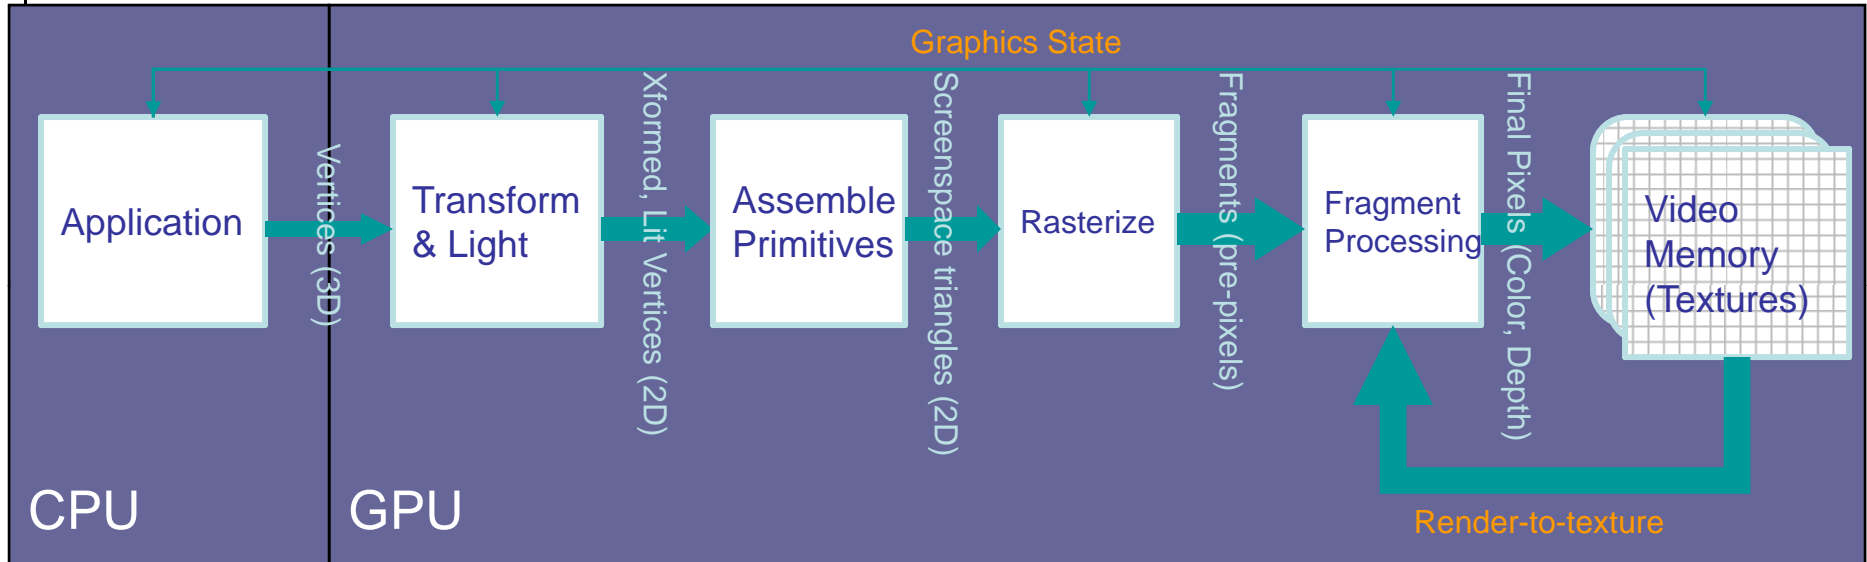 Graphics State
Application
Vertices (3D)
Transform
& Light
Xformed, Lit Vertices (2D)
Assemble
Primitives
Screenspace triangles (2D)
Rasterize
Fragments (pre-pixels)
Fragment
Processing
Final Pixels (Color, Depth)
Video
Memory
(Textures)
CPU
GPU
Render-to-texture